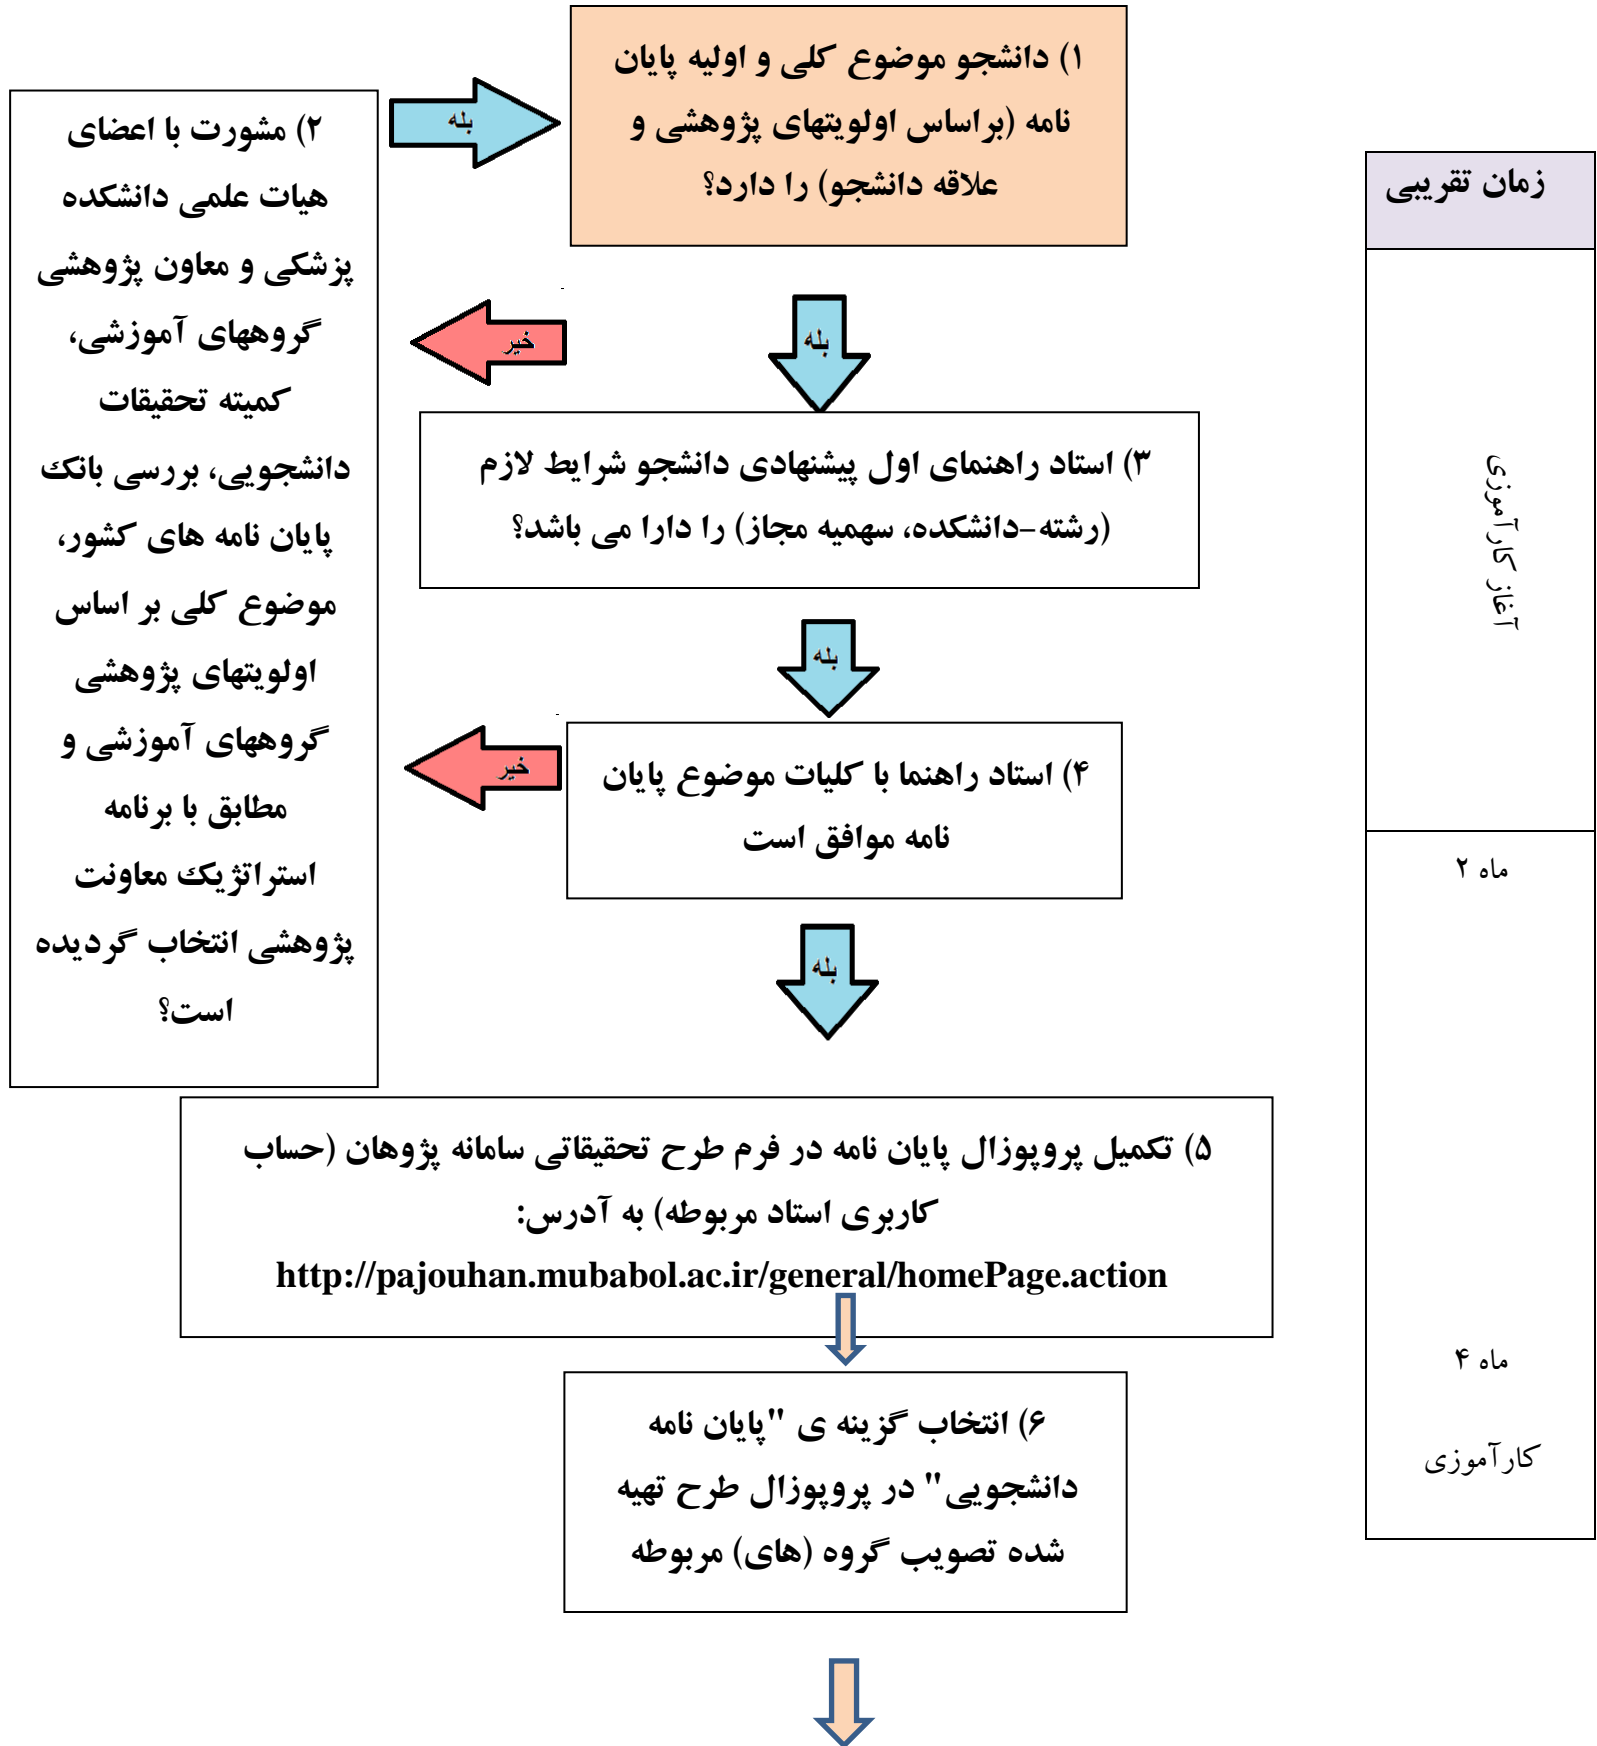 ۱) دانشجو موضوع کلی و اولیه پایان
نامه (براساس اولویتهای پژوهشی و
علاقه دانشجو) را دارد؟
بله
۲) مشورت با اعضای
هیات علمی دانشکده
پزشکی و معاون پژوهشی
گروههای آموزشی،
کمیته تحقیقات
دانشجویی، بررسی بانک
پایان نامه های کشور،
موضوع کلی بر اساس
اولویتهای پژوهشی
گروههای آموزشی و
مطابق با برنامه
استراتژیک معاونت
پژوهشی انتخاب گردیده
است؟
بله
خیر
۳) استاد راهنمای اول پیشنهادی دانشجو شرایط لازم
(رشته-دانشکده، سهمیه مجاز) را دارا می باشد؟
بله
خیر
۴) استاد راهنما با کلیات موضوع پایان
نامه موافق است
بله
۵) تکمیل پروپوزال پایان نامه در فرم طرح تحقیقاتی سامانه پژوهان (حساب
کاربری استاد مربوطه) به آدرس:
http://pajouhan.mubabol.ac.ir/general/homePage.action
۶) انتخاب گزینه ی "پایان نامه
دانشجویی" در پروپوزال طرح تهیه
شده تصویب گروه (های) مربوطه
زمان تقریبی
آغاز کارآموزی
ماه ۲
ماه ۴
کارآموزی